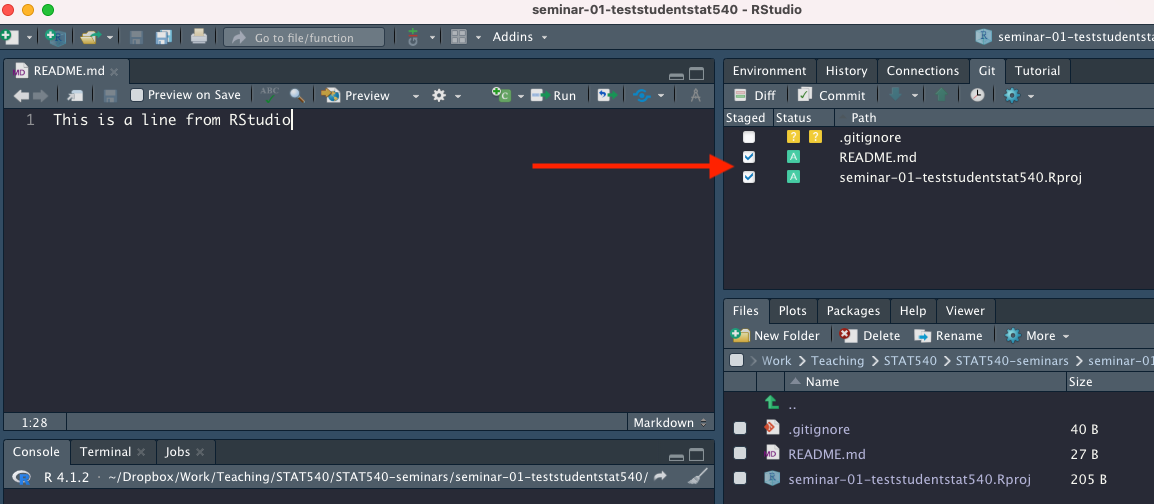 seminar-01-teststudentstat540 - RStudio
Go to file/function
Addins
seminar-01-teststudentsta
README.md
Environment History Connections Git Tutorial
ABC
Preview on Save Preview Run
Diff Commit
Staged Status Path
1 This is a line from RStudio
? ? .gitignore
A README.md
A seminar-01-teststudentstat540.Rproj
Files Plots Packages Help Viewer
New Folder Delete Rename More
Work > Teaching > STAT540 > STAT540-seminars > seminar-01
Name Size
..
.gitignore 40 B
README.md 27 B
seminar-01-teststudentstat540.Rproj 205 B
1:28 Markdown
Console Terminal Jobs
R 4.1.2 · ~/Dropbox/Work/Teaching/STAT540/STAT540-seminars/seminar-01-teststudentstat540/